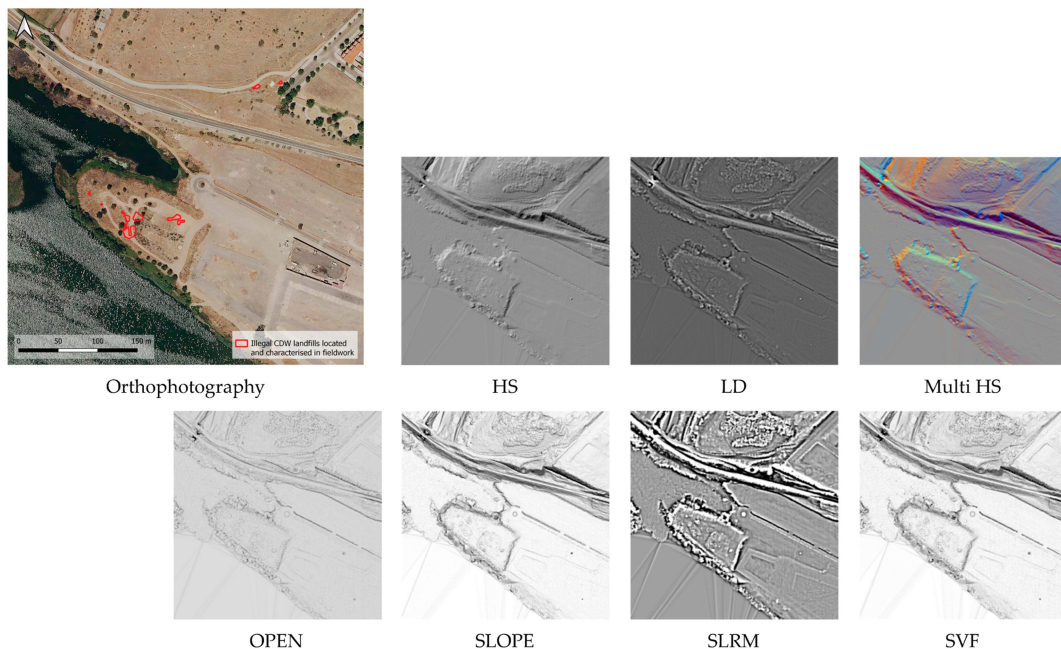 Illegal CDW landfills located
and characterised in fieldwork
0 50 100 150 m
Orthophotography
HS
LD
Multi HS
OPEN
SLOPE
SLRM
SVF